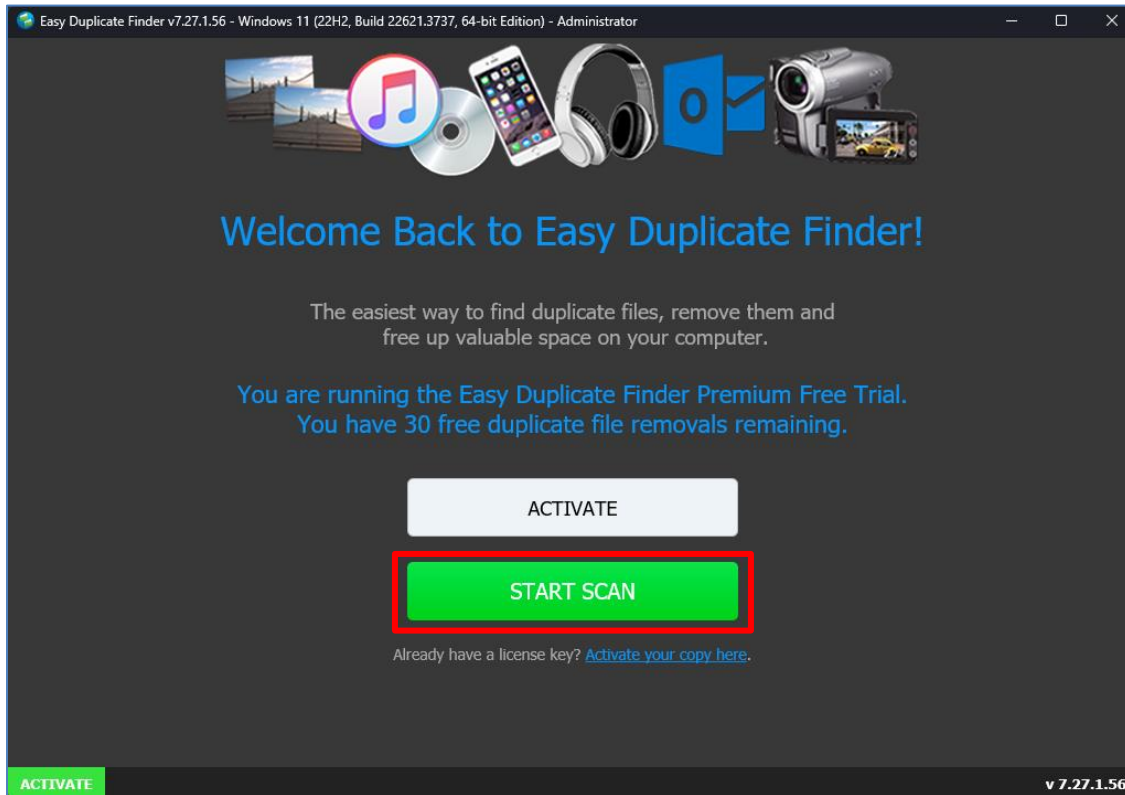 Easy Duplicate Finder v7.27.1.56 - Windows 11 (22H2, Build 22621.3737, 64-bit Edition) - Administrator
Welcome Back to Easy Duplicate Finder!
The easiest way to find duplicate files, remove them and
free up valuable space on your computer.
You are running the Easy Duplicate Finder Premium Free Trial.
You have 30 free duplicate file removals remaining.
ACTIVATE
START SCAN
Already have a license key? Activate your copy here.
ACTIVATE
v 7.27.1.56